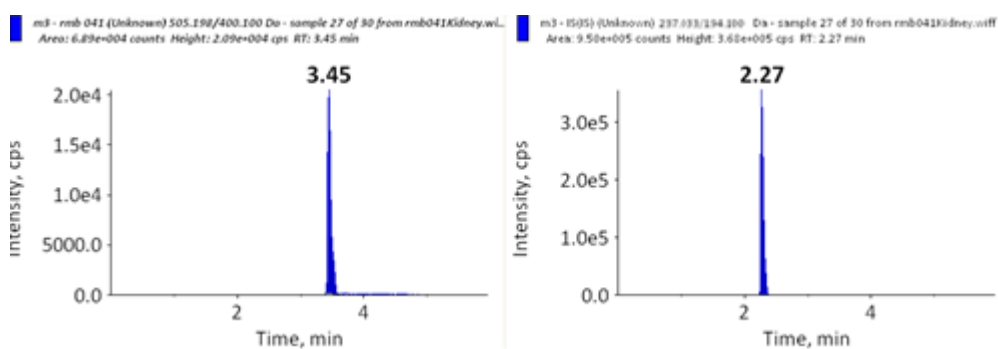 m3 - rmb 041 (Unknown) 505.198/400.100 Da - sample 27 of 30 from rmb041Kidney.wi...
Area: 6.89e+004 counts Height: 2.09e+004 cps RT: 3.45 min
3.45
2.0e4
1.5e4
1.0e4
5000.0
0.0
Intensity, cps
2
4
Time, min
m3 - IS(IS) (Unknown) 237.033/194.100 Da - sample 27 of 30 from rmb041Kidney.wiff
Area: 9.50e+005 counts Height: 3.60e+005 cps RT: 2.27 min
2.27
3.0e5
2.0e5
1.0e5
0.0
Intensity, cps
2
4
Time, min